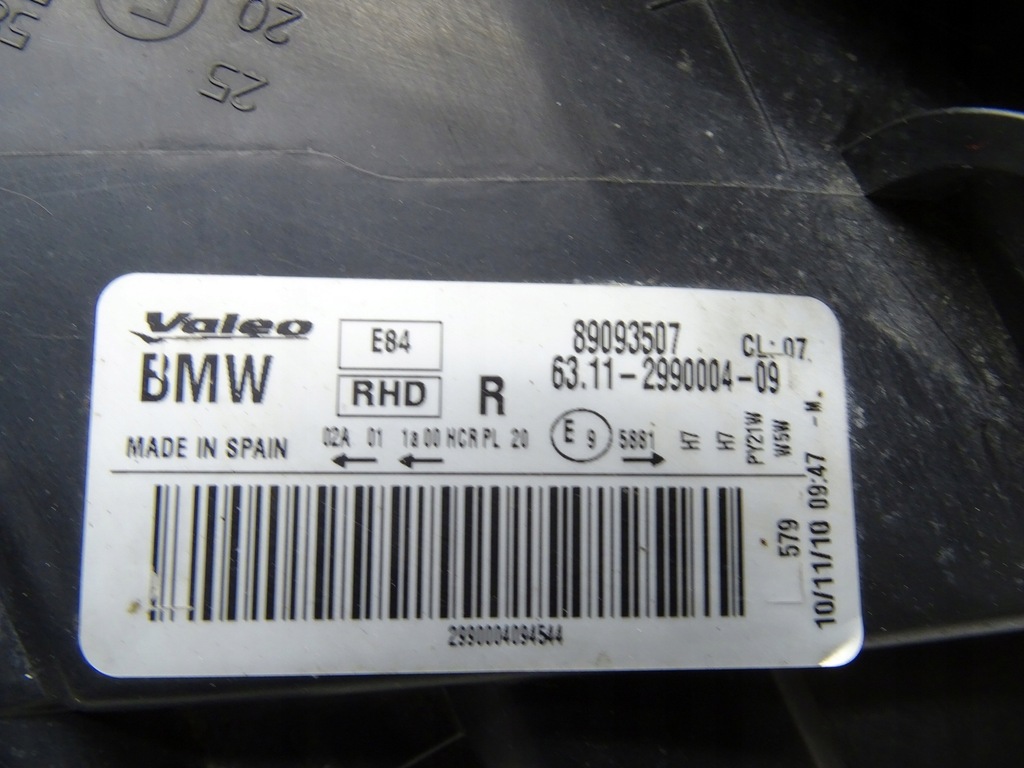 20
25
Valeo
BMW
MADE IN SPAIN
E84
RHD
R
89093507 CL: 07
63.11-2990004-09
02A 01 1a 00 HCR PL 20 E 9 5881
H7 H7 PY21W W5W
579
10/11/10 09:47 -M.
2990004094544